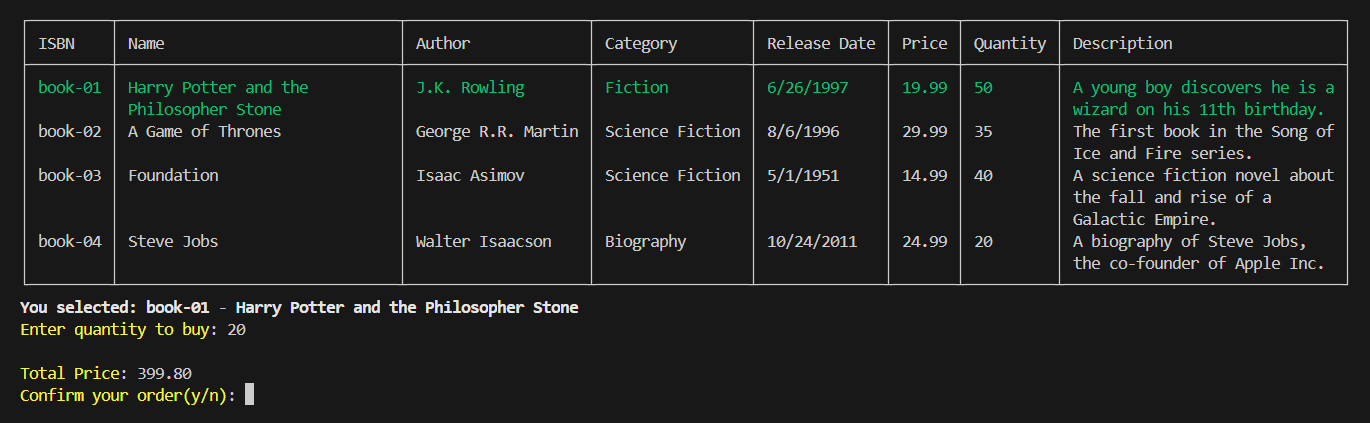 ISBN Name Author Category Release Date Price Quantity Description
book-01 Harry Potter and the J.K. Rowling Fiction 6/26/1997 19.99 50 A young boy discovers he is a
Philosopher Stone wizard on his 11th birthday.
book-02 A Game of Thrones George R.R. Martin Science Fiction 8/6/1996 29.99 35 The first book in the Song of
Ice and Fire series.
book-03 Foundation Isaac Asimov Science Fiction 5/1/1951 14.99 40 A science fiction novel about
the fall and rise of a
Galactic Empire.
book-04 Steve Jobs Walter Isaacson Biography 10/24/2011 24.99 20 A biography of Steve Jobs,
the co-founder of Apple Inc.
You selected: book-01 - Harry Potter and the Philosopher Stone
Enter quantity to buy: 20
Total Price: 399.80
Confirm your order(y/n):